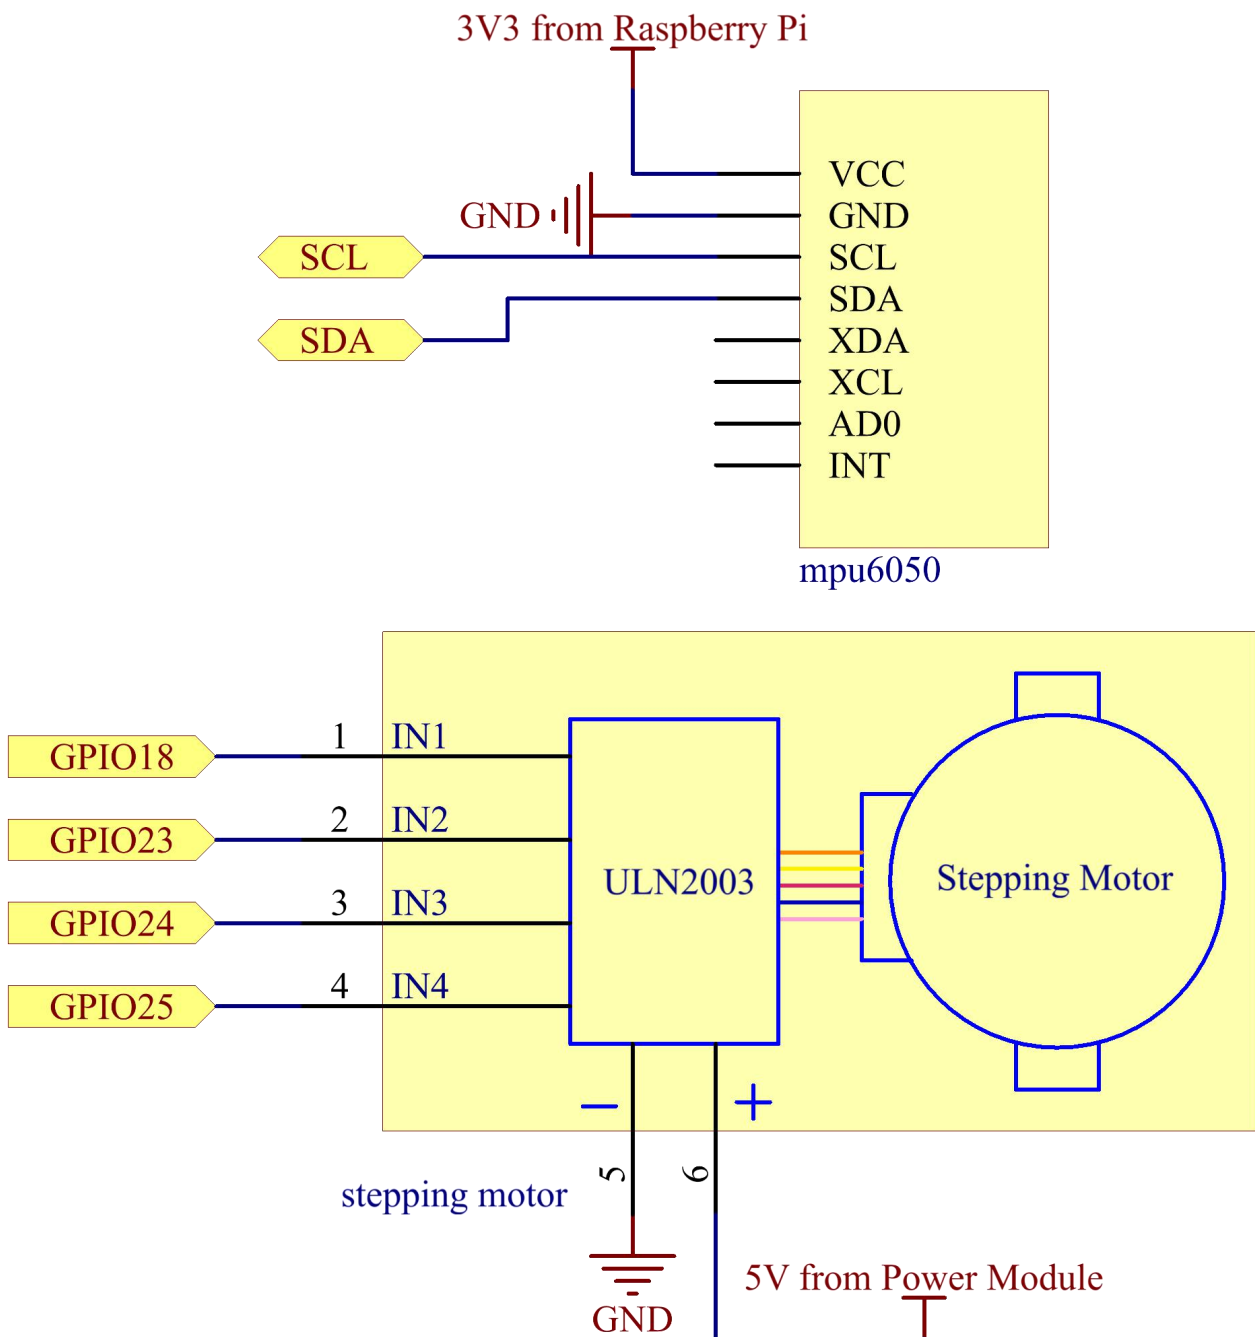 3V3 from Raspberry Pi
VCC
GND GND
SCL SCL
SDA
SDA XDA
XCL
AD0
INT
mpu6050
GPIO18 1 IN1
GPIO23 2 IN2
ULN2003 Stepping Motor
GPIO24 3 IN3
GPIO25 4 IN4
− +
5 6
stepping motor
5V from Power Module
GND